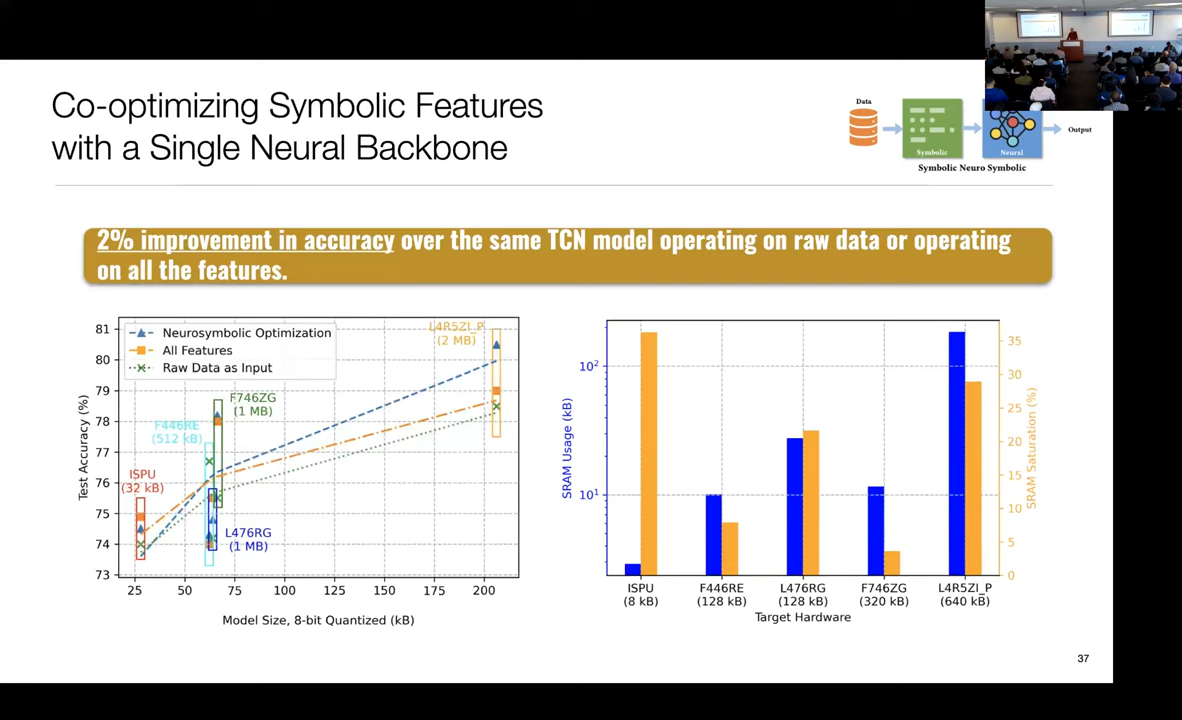 Co-optimizing Symbolic Features
with a Single Neural Backbone
Data
Symbolic
Neural
Output
Symbolic Neuro Symbolic
2% improvement in accuracy over the same TCN model operating on raw data or operating
on all the features.
Neurosymbolic Optimization
All Features
Raw Data as Input
L4R5ZI_P
(2 MB)
F746ZG
(1 MB)
F446RE
(512 kB)
ISPU
(32 kB)
L476RG
(1 MB)
Test Accuracy (%)
81
80
79
78
77
76
75
74
73
25 50 75 100 125 150 175 200
Model Size, 8-bit Quantized (kB)
SRAM Usage (kB)
10²
10¹
SRAM Saturation (%)
35
30
25
20
15
10
5
0
ISPU F446RE L476RG F746ZG L4R5ZI_P
(8 kB) (128 kB) (128 kB) (320 kB) (640 kB)
Target Hardware
37